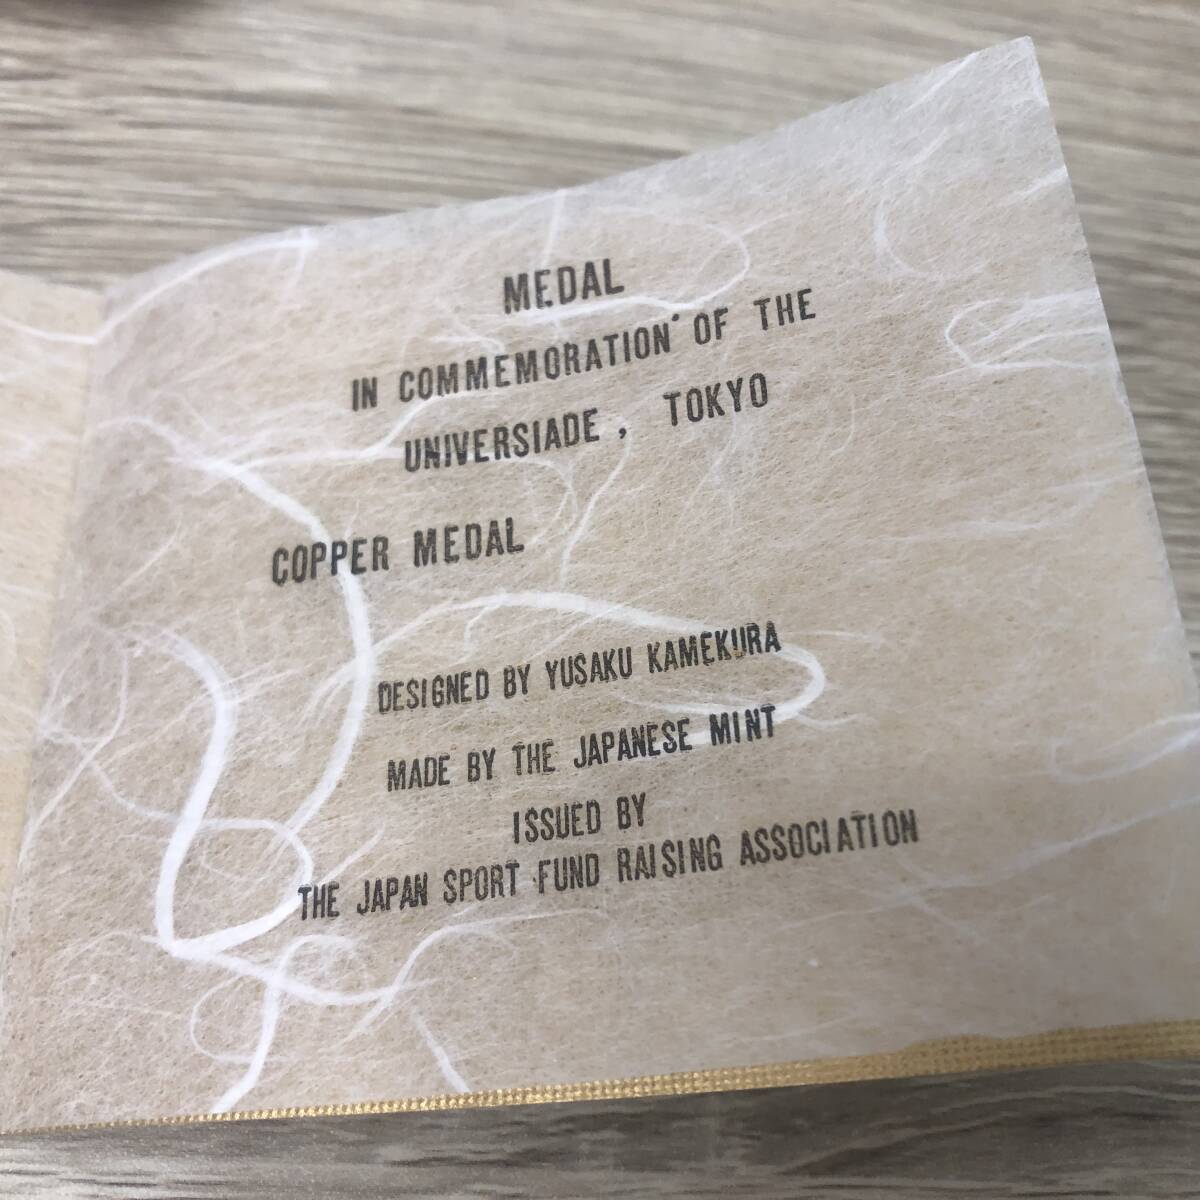 MEDAL
IN COMMEMORATION OF THE
UNIVERSIADE, TOKYO
COPPER MEDAL
DESIGNED BY YUSAKU KAMEKURA
MADE BY THE JAPANESE MINT
ISSUED BY
THE JAPAN SPORT FUND RAISING ASSOCIATION